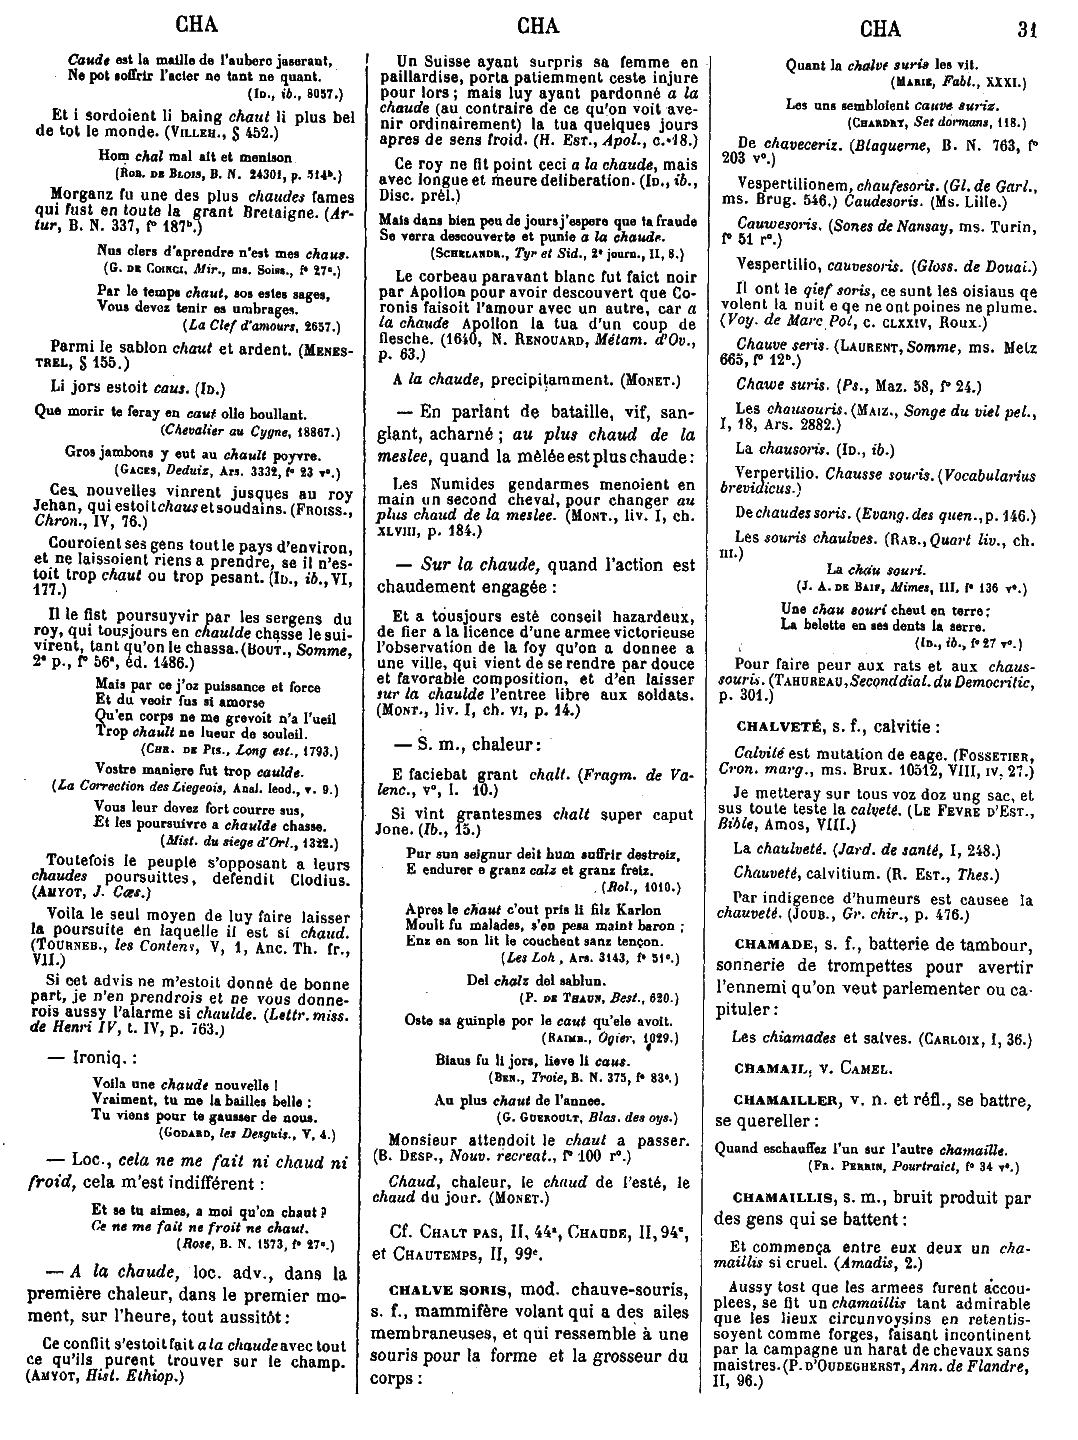 CHA
CHA
CHA 31
Caude est la maille de l'aubero jaserant,
Ne pot soffrir l'acier ne tant ne quant.
(ID., ib., 8057.)
Et i sordoient li baing chaut li plus bel
de tot le monde. (VILLEH., § 452.)
Hom chal mal ait et menison
(ROB. DE BLOIS, B. N. 24301, p. 514b.)
Morganz fu une des plus chaudes fames
qui fust en toute la grant Bretaigne. (Ar-
tur, B. N. 337, f° 187b.)
Nus clers d'aprendre n'est mes chaus.
(G. DE COINCI, Mir., ms. Soiss., f° 27a.)
Par le temps chaut, sos estes sages,
Vous devez tenir es umbrages.
(La Clef d'amours, 2657.)
Parmi le sablon chaut et ardent. (MENES-
TREL, § 155.)
Li jors estoit caus. (ID.)
Que morir te feray en caut olle boullant.
(Chevalier au Cygne, 18867.)
Gros jambons y eut au chault poyvre.
(GACES, Deduiz, Ars. 3332, f° 23 v°.)
Ces nouvelles vinrent jusques au roy
Jehan, qui estoit chaus et soudains. (FROISS.,
Chron., IV, 76.)
Couroient ses gens tout le pays d'environ,
et ne laissoient riens a prendre, se il n'es-
toit trop chaut ou trop pesant. (ID., ib., VI,
177.)
Il le fist poursuyvir par les sergens du
roy, qui tousjours en chaulde chasse le sui-
virent, tant qu'on le chassa. (BOUT., Somme,
2e p., f° 56a, éd. 1486.)
Mais par ce j'oz puissance et force
Et du veoir fus si amorse
Qu'en corps ne me grevoit n'a l'ueil
Trop chault ne lueur de souleil.
(CHR. DE PIS., Long est., 1793.)
Vostre maniere fut trop caulde.
(La Correction des Liegeois, Anal. leod., v. 9.)
Vous leur devez fort courre sus,
Et les poursuivre a chaulde chasse.
(Mist. du siege d'Orl., 1322.)
Toutefois le peuple s'opposant a leurs
chaudes poursuittes, defendit Clodius.
(AMYOT, J. Cæs.)
Voila le seul moyen de luy faire laisser
la poursuite en laquelle il est si chaud.
(TOURNEB., les Contens, V, 1, Anc. Th. fr.,
VII.)
Si cet advis ne m'estoit donné de bonne
part, je n'en prendrois et ne vous donne-
rois aussy l'alarme si chaulde. (Lettr. miss.
de Henri IV, t. IV, p. 763.)
— Ironiq. :
Voila une chaude nouvelle !
Vraiment, tu me la bailles belle ;
Tu viens pour te gausser de nous.
(GODARD, les Desguis., V, 4.)
— Loc., cela ne me fait ni chaud ni
froid, cela m'est indifférent :
Et se tu aimes, a moi qu'on chaut ?
Ce ne me fait ne froit ne chaut.
(Rose, B. N. 1573, f° 27a.)
— A la chaude, loc. adv., dans la
première chaleur, dans le premier mo-
ment, sur l'heure, tout aussitôt :
Ce conflit s'estoit fait a la chaude avec tout
ce qu'ils purent trouver sur le champ.
(AMYOT, Hist. Ethiop.)
Un Suisse ayant surpris sa femme en
paillardise, porta patiemment ceste injure
pour lors ; mais luy ayant pardonné a la
chaude (au contraire de ce qu'on voit ave-
nir ordinairement) la tua quelques jours
apres de sens froid. (H. EST., Apol., c. 18.)
Ce roy ne fit point ceci a la chaude, mais
avec longue et meure deliberation. (ID., ib.,
Disc. prél.)
Mais dans bien peu de jours j'espere que ta fraude
Se verra descouverte et punie a la chaude.
(SCHELANDR., Tyr et Sid., 2e journ., II, 8.)
Le corbeau paravant blanc fut faict noir
par Apollon pour avoir descouvert que Co-
ronis faisoit l'amour avec un autre, car a
la chaude Apollon la tua d'un coup de
flesche. (1640, N. RENOUARD, Métam. d'Ov.,
p. 63.)
A la chaude, precipitamment. (MONET.)
— En parlant de bataille, vif, san-
glant, acharné ; au plus chaud de la
meslee, quand la mêlée est plus chaude :
Les Numides gendarmes menoient en
main un second cheval, pour changer au
plus chaud de la meslee. (MONT., liv. I, ch.
XLVIII, p. 184.)
— Sur la chaude, quand l'action est
chaudement engagée :
Et a tousjours esté conseil hazardeux,
de fier a la licence d'une armee victorieuse
l'observation de la foy qu'on a donnee a
une ville, qui vient de se rendre par douce
et favorable composition, et d'en laisser
sur la chaulde l'entree libre aux soldats.
(MONT., liv. I, ch. VI, p. 14.)
— S. m., chaleur :
E faciebat grant chalt. (Fragm. de Va-
lenc., v°, l. 10.)
Si vint grantesmes chalt super caput
Jone. (Ib., 15.)
Pur sun seignur deit hum suffrir destreiz,
E endurer e granz calz et granz freiz.
(Rol., 1010.)
Apres le chaut c'out pris li filz Karlon
Moult fu malades, s'en pesa maint baron ;
Enz en son lit le couchent sanz tençon.
(Les Loh., Ars. 3143, f° 51c.)
Del chalz del sablun.
(P. DE THAUN, Best., 620.)
Oste sa guinple por le caut qu'ele avoit.
(RAIMB., Ogier, 1029.)
Biaus fu li jors, lieve li caus.
(BEN., Troie, B. N. 375, f° 83c.)
Au plus chaut de l'annee.
(G. GUEROULT, Blas. des oys.)
Monsieur attendoit le chaut a passer.
(B. DESP., Nouv. recreat., f° 100 r°.)
Chaud, chaleur, le chaud de l'esté, le
chaud du jour. (MONET.)
Cf. CHALT PAS, II, 44a, CHAUDE, II, 94c,
et CHAUTEMPS, II, 99c.
CHALVE SORIS, mod. chauve-souris,
s. f., mammifère volant qui a des ailes
membraneuses, et qui ressemble à une
souris pour la forme et la grosseur du
corps :
Quant la chalve suris les vit.
(MARIE, Fabl., XXXI.)
Les uns sembloient cauve suriz.
(CHARDRY, Set dormans, 118.)
De chaveceriz. (Blaquerne, B. N. 763, f°
203 v°.)
Vespertilionem, chaufesoris. (Gl. de Garl.,
ms. Brug. 546.) Caudesoris. (Ms. Lille.)
Cauwesoris. (Sones de Nansay, ms. Turin,
f° 51 r°.)
Vespertilio, cauvesoris. (Gloss. de Douai.)
Il ont le qief soris, ce sunt les oisiaus qe
volent la nuit e qe ne ont poines ne plume.
(Voy. de Marc Pol, c. CLXXIV, Roux.)
Chauve seris. (LAURENT, Somme, ms. Metz
665, f° 12b.)
Chawe suris. (Ps., Maz. 58, f° 24.)
Les chausouris. (MAIZ., Songe du viel pel.,
I, 18, Ars. 2882.)
La chausoris. (ID., ib.)
Verpertilio. Chausse souris. (Vocabularius
brevidicus.)
De chaudes soris. (Evang. des quen., p. 146.)
Les souris chaulves. (RAB., Quart liv., ch.
III.)
La chau souri.
(J. A. DE BAIF, Mimes, III, f° 136 v°.)
Une chau souri cheut en terre ;
La belette en ses dents la serre.
(ID., ib., f° 27 v°.)
Pour faire peur aux rats et aux chaus-
souris. (TAHUREAU, Second dial. du Democritic,
p. 301.)
CHALVETÉ, s. f., calvitie :
Calvité est mutation de eage. (FOSSETIER,
Cron. marg., ms. Brux. 10512, VIII, IV, 27.)
Je metteray sur tous voz doz ung sac, et
sus toute teste la calveté. (LE FEVRE D'EST.,
Bible, Amos, VIII.)
La chaulveté. (Jard. de santé, I, 248.)
Chauveté, calvitium. (R. EST., Thes.)
Par indigence d'humeurs est causee la
chauveté. (JOUB., Gr. chir., p. 476.)
CHAMADE, s. f., batterie de tambour,
sonnerie de trompettes pour avertir
l'ennemi qu'on veut parlementer ou ca-
pituler :
Les chiamades et salves. (CARLOIX, I, 36.)
CHAMAIL, V. CAMEL.
CHAMAILLER, v. n. et réfl., se battre,
se quereller :
Quand eschauffez l'un sur l'autre chamaille.
(FR. PERRIN, Pourtraict, f° 34 v°.)
CHAMAILLIS, s. m., bruit produit par
des gens qui se battent :
Et commença entre eux deux un cha-
maillis si cruel. (Amadis, 2.)
Aussy tost que les armees furent accou-
plees, se fit un chamaillis tant admirable
que les lieux circunvoysins en retentis-
soyent comme forges, faisant incontinent
par la campagne un harat de chevaux sans
maistres. (P. D'OUDEGHERST, Ann. de Flandre,
II, 96.)